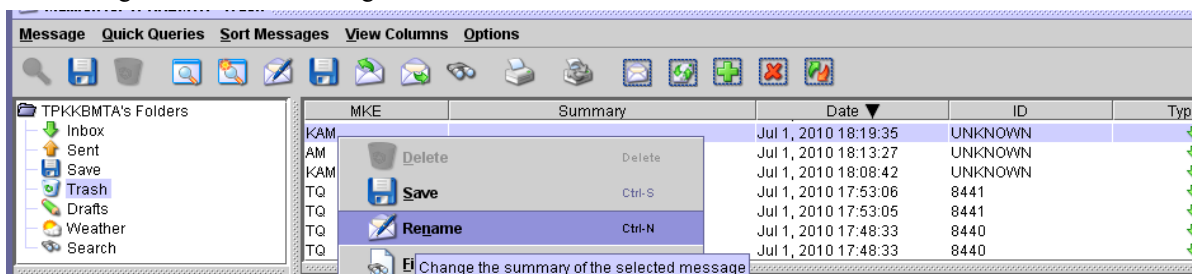 Message Quick Queries Sort Messages View Columns Options
TPKKBMTA's Folders
Inbox
Sent
Save
Trash
Drafts
Weather
Search
MKE Summary Date ▼ ID Typ
KAM Jul 1, 2010 18:19:35 UNKNOWN
AM Jul 1, 2010 18:13:27 UNKNOWN
KAM Jul 1, 2010 18:08:42 UNKNOWN
TQ Jul 1, 2010 17:53:06 8441
TQ Jul 1, 2010 17:53:05 8441
TQ Jul 1, 2010 17:48:33 8440
TQ Jul 1, 2010 17:48:33 8440
Delete Delete
Save Ctrl-S
Rename Ctrl-N
Change the summary of the selected message